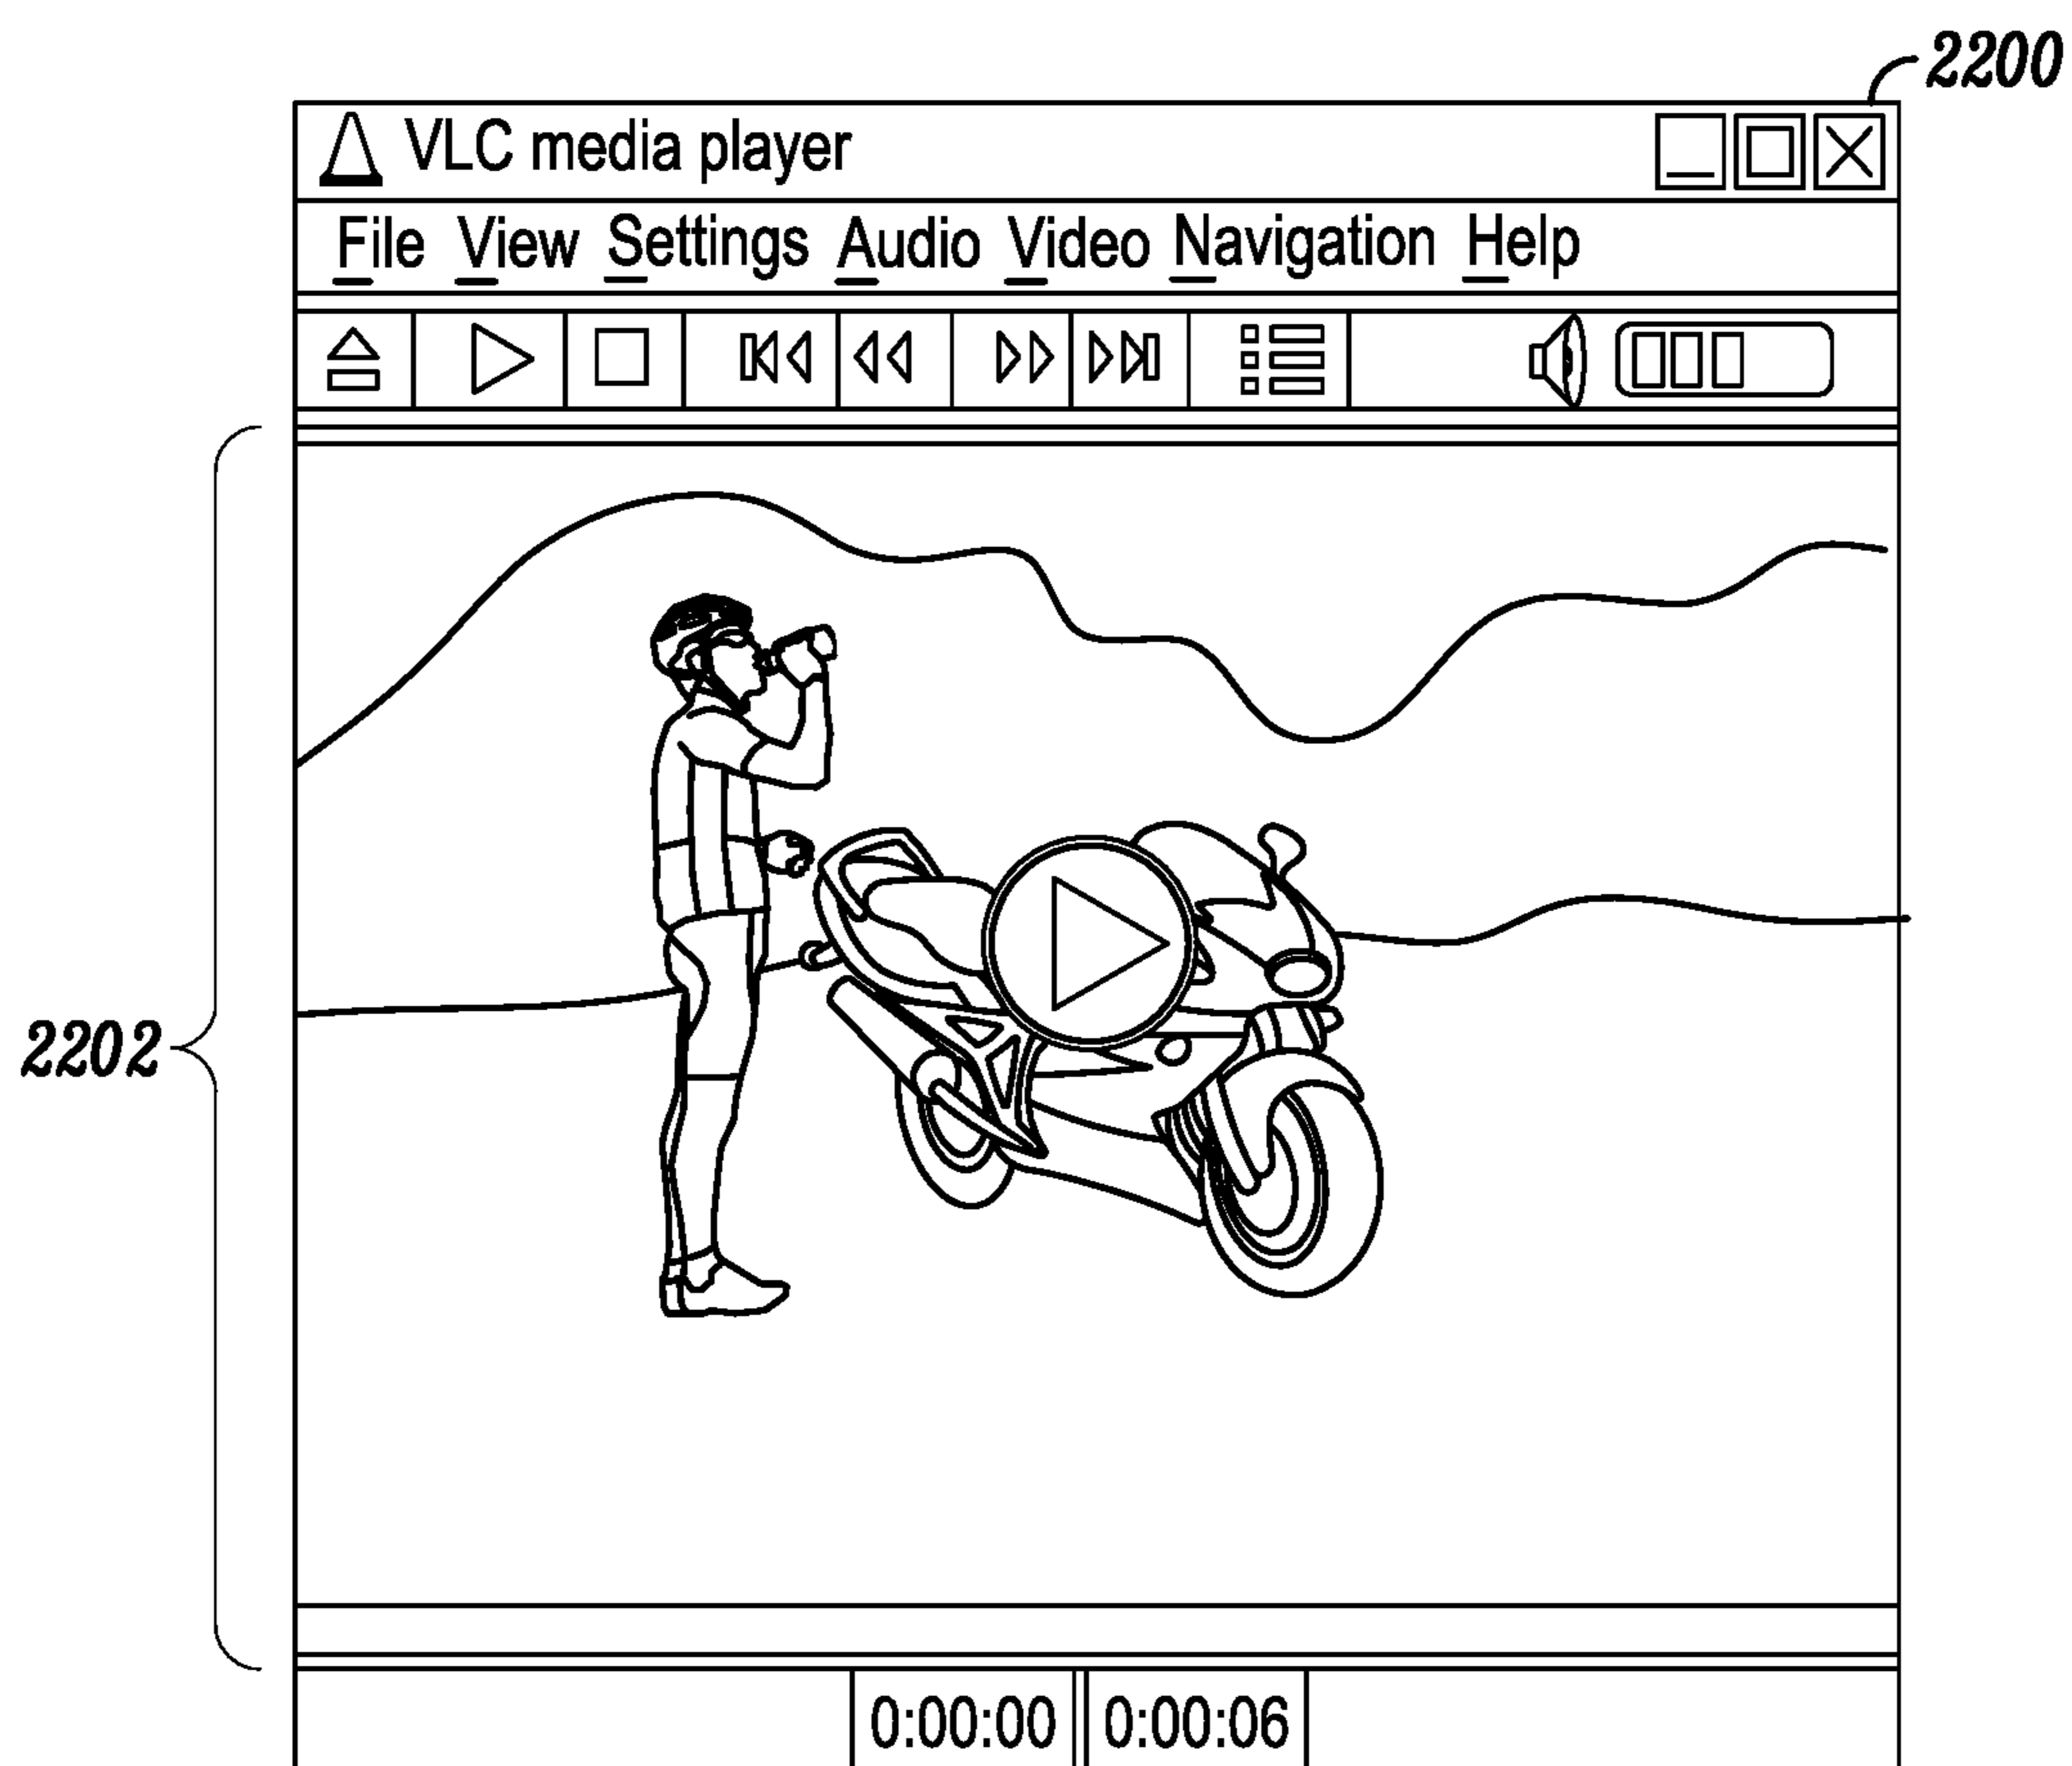 2200
VLC media player
File View Settings Audio Video Navigation Help
2202
0:00:00 0:00:06